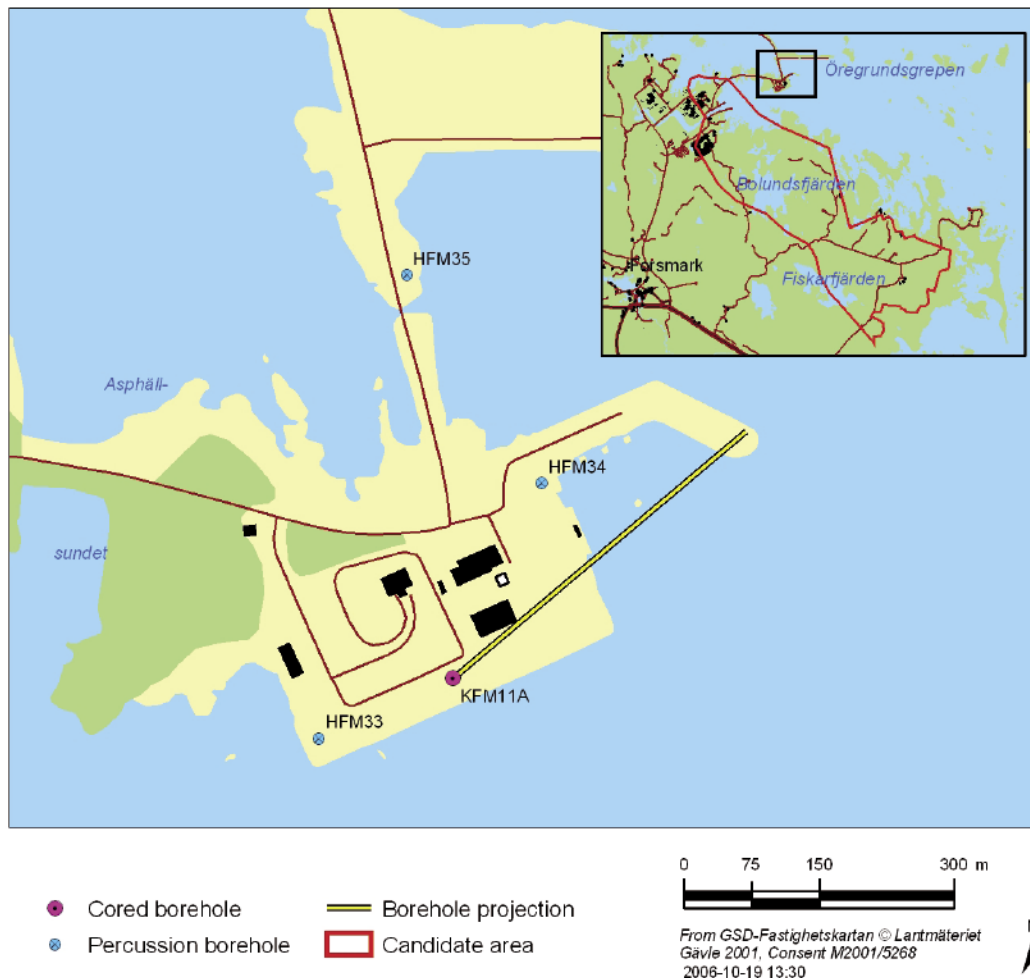 Öregrundsgrepen
Bolundsfjärden
Forsmark
Fiskarfjärden
HFM35
Asphäll-
HFM34
sundet
KFM11A
HFM33
0 75 150 300 m
Cored borehole
Borehole projection
Percussion borehole
Candidate area
From GSD-Fastighetskartan © Lantmäteriet
Gävle 2001, Consent M2001/5268
2006-10-19 13:30